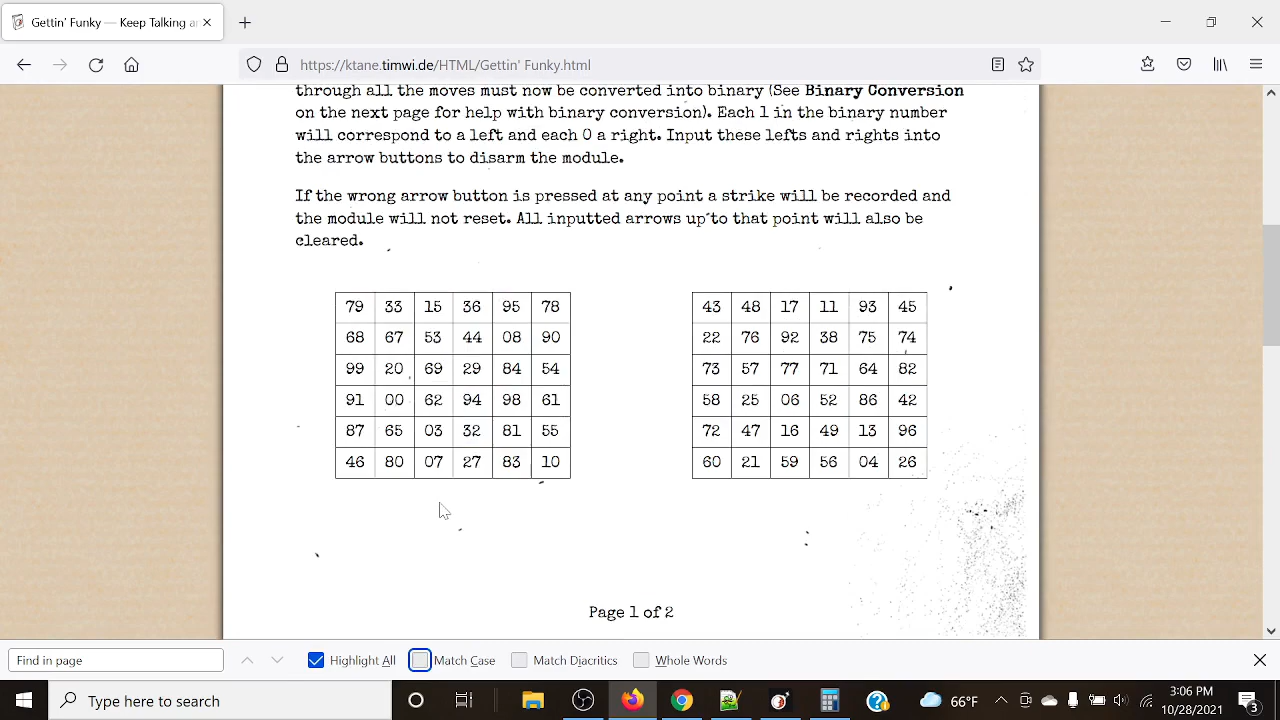 Gettin' Funky — Keep Talking an
https://ktane.timwi.de/HTML/Gettin' Funky.html
through all the moves must now be converted into binary (See Binary Conversion
on the next page for help with binary conversion). Each 1 in the binary number
will correspond to a left and each 0 a right. Input these lefts and rights into
the arrow buttons to disarm the module.
If the wrong arrow button is pressed at any point a strike will be recorded and
the module will not reset. All inputted arrows up to that point will also be
cleared.
79 33 15 36 95 78
68 67 53 44 08 90
99 20 69 29 84 54
91 00 62 94 98 61
87 65 03 32 81 55
46 80 07 27 83 10
43 48 17 11 93 45
22 76 92 38 75 74
73 57 77 71 64 82
58 25 06 52 86 42
72 47 16 49 13 96
60 21 59 56 04 26
Page 1 of 2
Find in page Highlight All Match Case Match Diacritics Whole Words
Type here to search 66°F 3:06 PM
10/28/2021 3